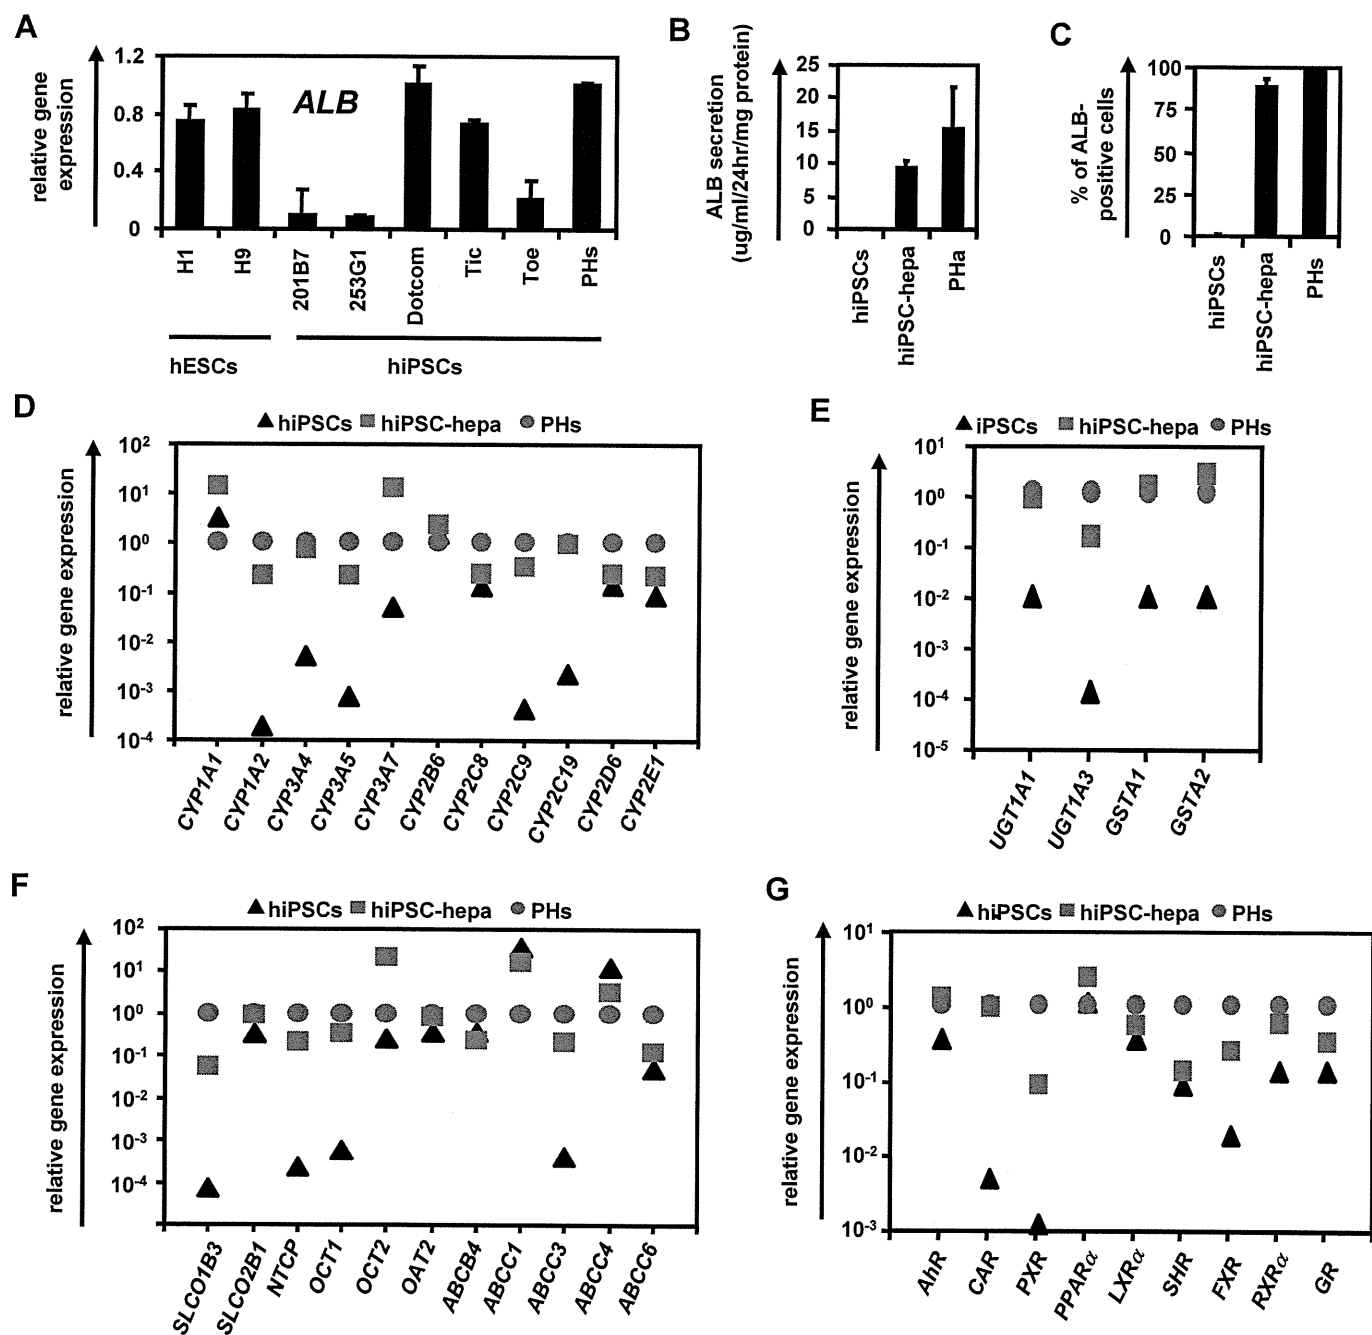 A
relative gene
expression
1.2
0.8
0.4
0
ALB
H1
H9
201B7
253G1
Dotcom
Tic
Toe
PHs
hESCs
hiPSCs
B
ALB secretion
(ug/ml/24hr/mg protein)
25
20
15
10
5
0
hiPSCs
hiPSC-hepa
PHa
C
% of ALB-
positive cells
100
75
50
25
0
hiPSCs
hiPSC-hepa
PHs
D
hiPSCs hiPSC-hepa PHs
relative gene expression
10²
10¹
10⁰
10⁻¹
10⁻²
10⁻³
10⁻⁴
CYP1A1
CYP1A2
CYP3A4
CYP3A5
CYP3A7
CYP2B6
CYP2C8
CYP2C9
CYP2C19
CYP2D6
CYP2E1
E
iPSCs hiPSC-hepa PHs
relative gene expression
10¹
10⁰
10⁻¹
10⁻²
10⁻³
10⁻⁴
10⁻⁵
UGT1A1
UGT1A3
GSTA1
GSTA2
F
hiPSCs hiPSC-hepa PHs
relative gene expression
10²
10¹
10⁰
10⁻¹
10⁻²
10⁻³
10⁻⁴
SLCO1B3
SLCO2B1
NTCP
OCT1
OCT2
OAT2
ABCB4
ABCC1
ABCC3
ABCC4
ABCC6
G
hiPSCs hiPSC-hepa PHs
relative gene expression
10¹
10⁰
10⁻¹
10⁻²
10⁻³
AhR
CAR
PXR
PPARα
LXRα
SHR
FXR
RXRα
GR